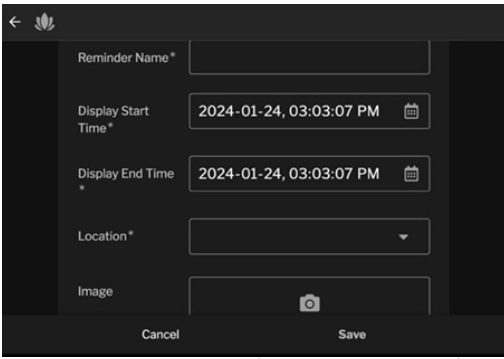 Reminder Name*
Display Start
Time*
2024-01-24, 03:03:07 PM
Display End Time
*
2024-01-24, 03:03:07 PM
Location*
Image
Cancel
Save